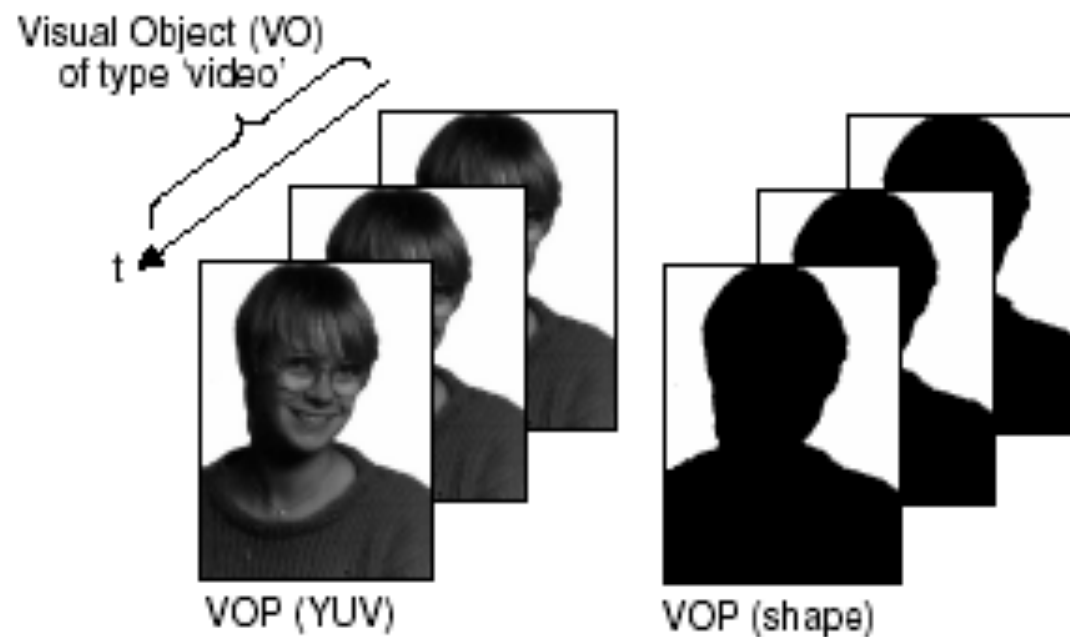 Visual Object (VO)
of type 'video'
t
VOP (YUV)
VOP (shape)